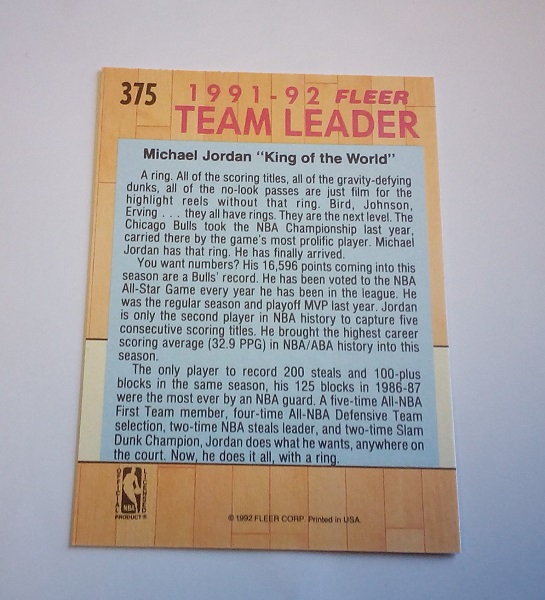 375
1991-92 FLEER
TEAM LEADER
Michael Jordan "King of the World"
A ring. All of the scoring titles, all of the gravity-defying
dunks, all of the no-look passes are just film for the
highlight reels without that ring. Bird, Johnson,
Erving . . . they all have rings. They are the next level. The
Chicago Bulls took the NBA Championship last year,
carried there by the game's most prolific player. Michael
Jordan has that ring. He has finally arrived.
You want numbers? His 16,596 points coming into this
season are a Bulls' record. He has been voted to the NBA
All-Star Game every year he has been in the league. He
was the regular season and playoff MVP last year. Jordan
is only the second player in NBA history to capture five
consecutive scoring titles. He brought the highest career
scoring average (32.9 PPG) in NBA/ABA history into this
season.
The only player to record 200 steals and 100-plus
blocks in the same season, his 125 blocks in 1986-87
were the most ever by an NBA guard. A five-time All-NBA
First Team member, four-time All-NBA Defensive Team
selection, two-time NBA steals leader, and two-time Slam
Dunk Champion, Jordan does what he wants, anywhere on
the court. Now, he does it all, with a ring.
OFFICIAL LICENSED
NBA
PRODUCT ®
© 1992 FLEER CORP. Printed in USA.